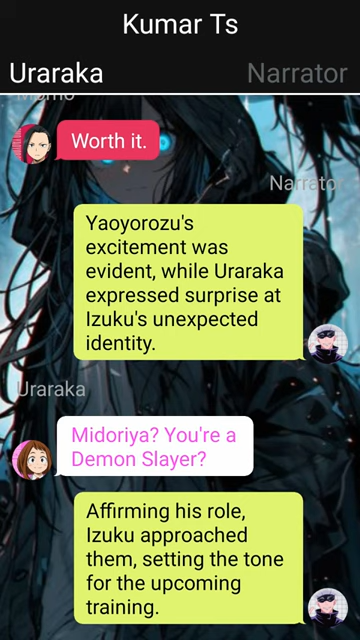 Kumar Ts
Uraraka
Narrator
Momo
Worth it.
Narrator
Yaoyorozu's
excitement was
evident, while Uraraka
expressed surprise at
Izuku's unexpected
identity.
Uraraka
Midoriya? You're a
Demon Slayer?
Affirming his role,
Izuku approached
them, setting the tone
for the upcoming
training.